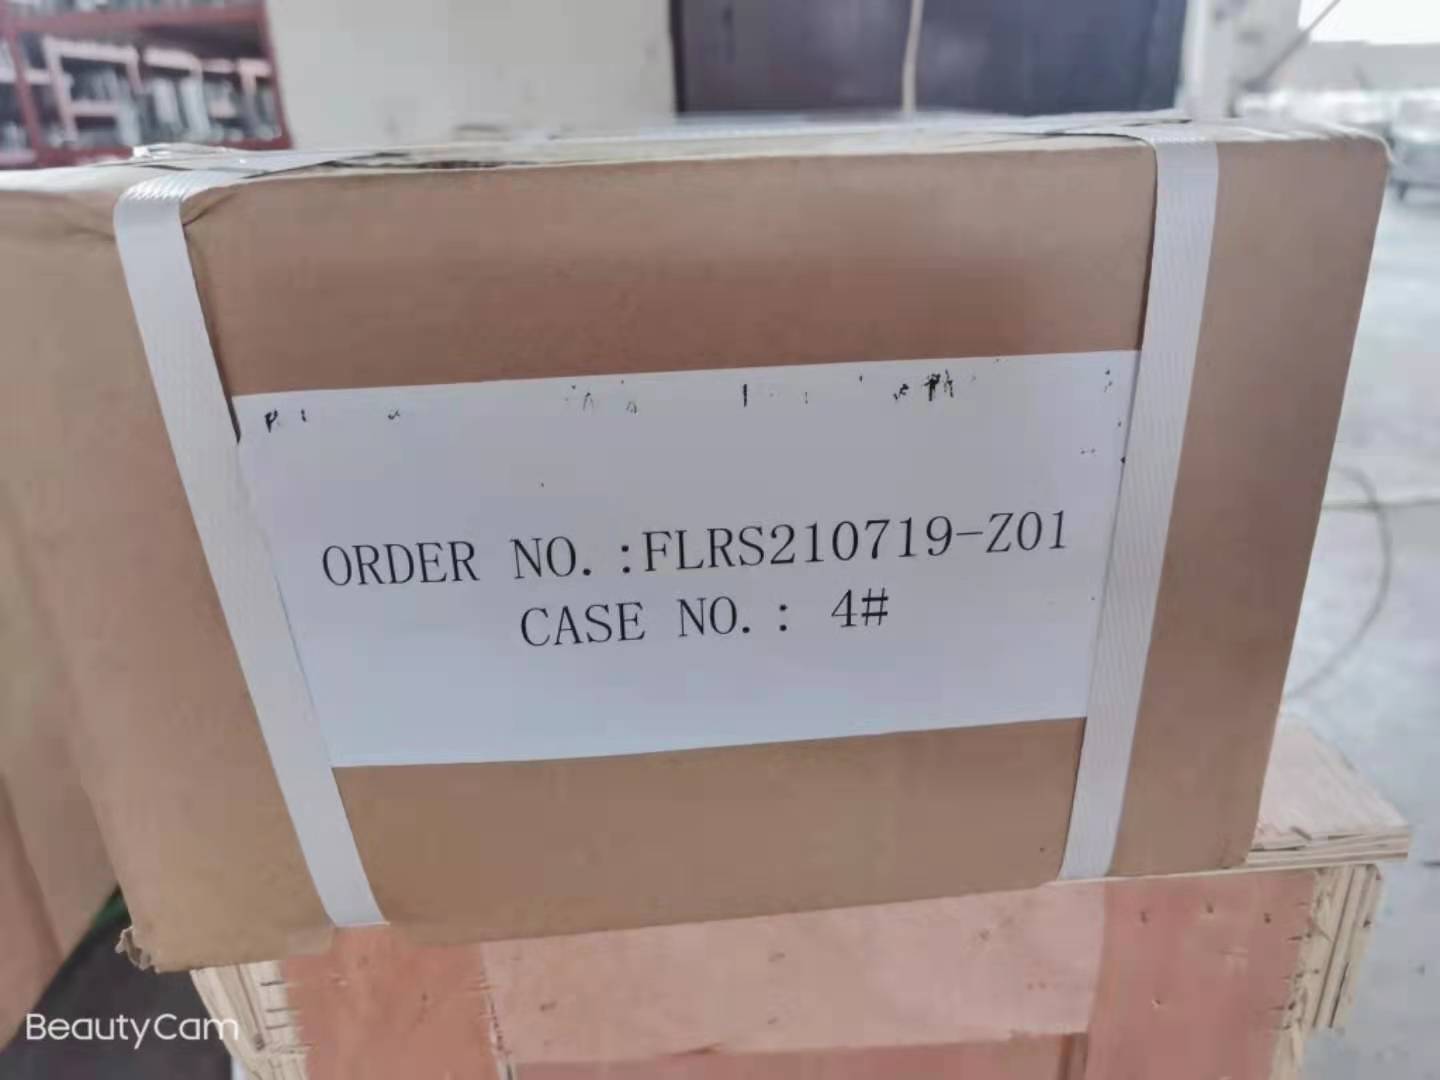 ORDER NO.:FLRS210719-Z01
CASE NO.: 4#
BeautyCam